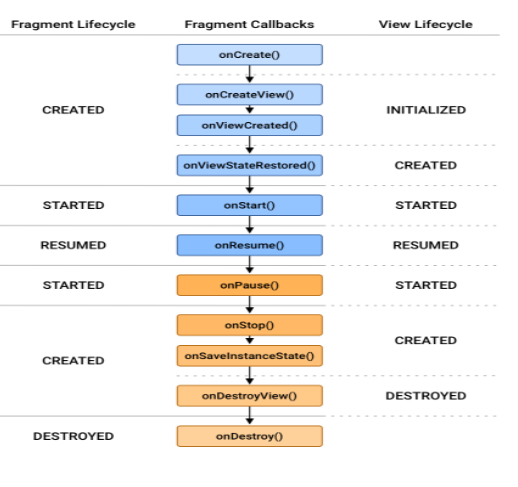 Fragment Lifecycle Fragment Callbacks View Lifecycle
onCreate()
onCreateView()
CREATED INITIALIZED
onViewCreated()
onViewStateRestored() CREATED
STARTED onStart() STARTED
RESUMED onResume() RESUMED
STARTED onPause() STARTED
onStop()
CREATED
onSaveInstanceState()
CREATED
onDestroyView() DESTROYED
DESTROYED onDestroy()